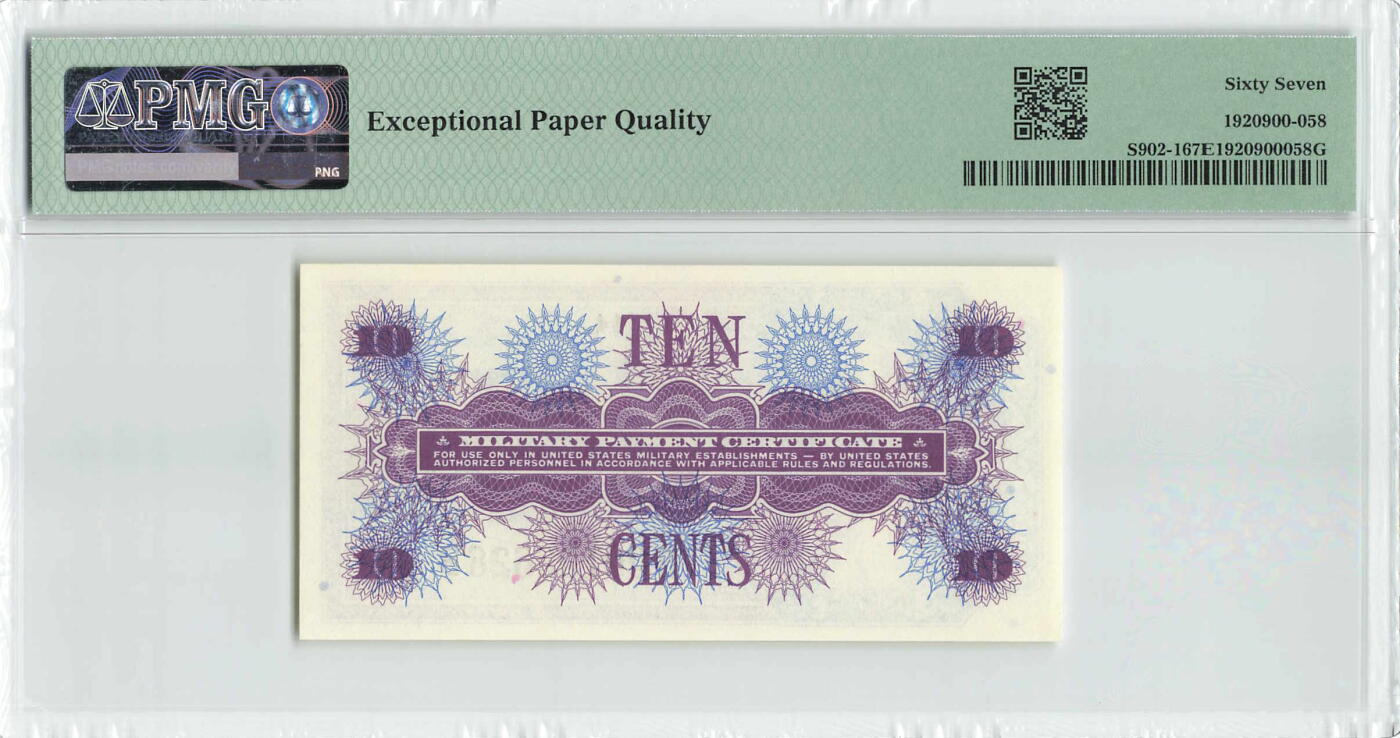 PMG
PNG
Exceptional Paper Quality
Sixty Seven
1920900-058
S902-167E1920900058G
10 TEN 10
MILITARY PAYMENT CERTIFICATE
FOR USE ONLY IN UNITED STATES MILITARY ESTABLISHMENTS — BY UNITED STATES
AUTHORIZED PERSONNEL IN ACCORDANCE WITH APPLICABLE RULES AND REGULATIONS.
10 CENTS 10